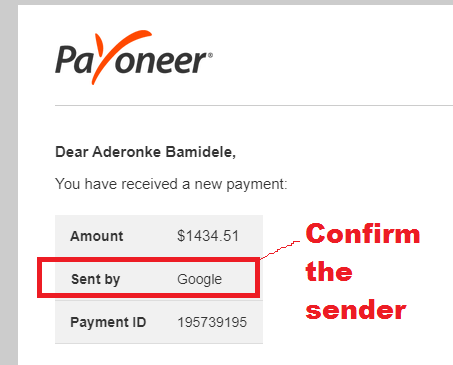 Payoneer®
Dear Aderonke Bamidele,
You have received a new payment:
Amount $1434.51
Sent by Google
Payment ID 195739195
Confirm
the
sender